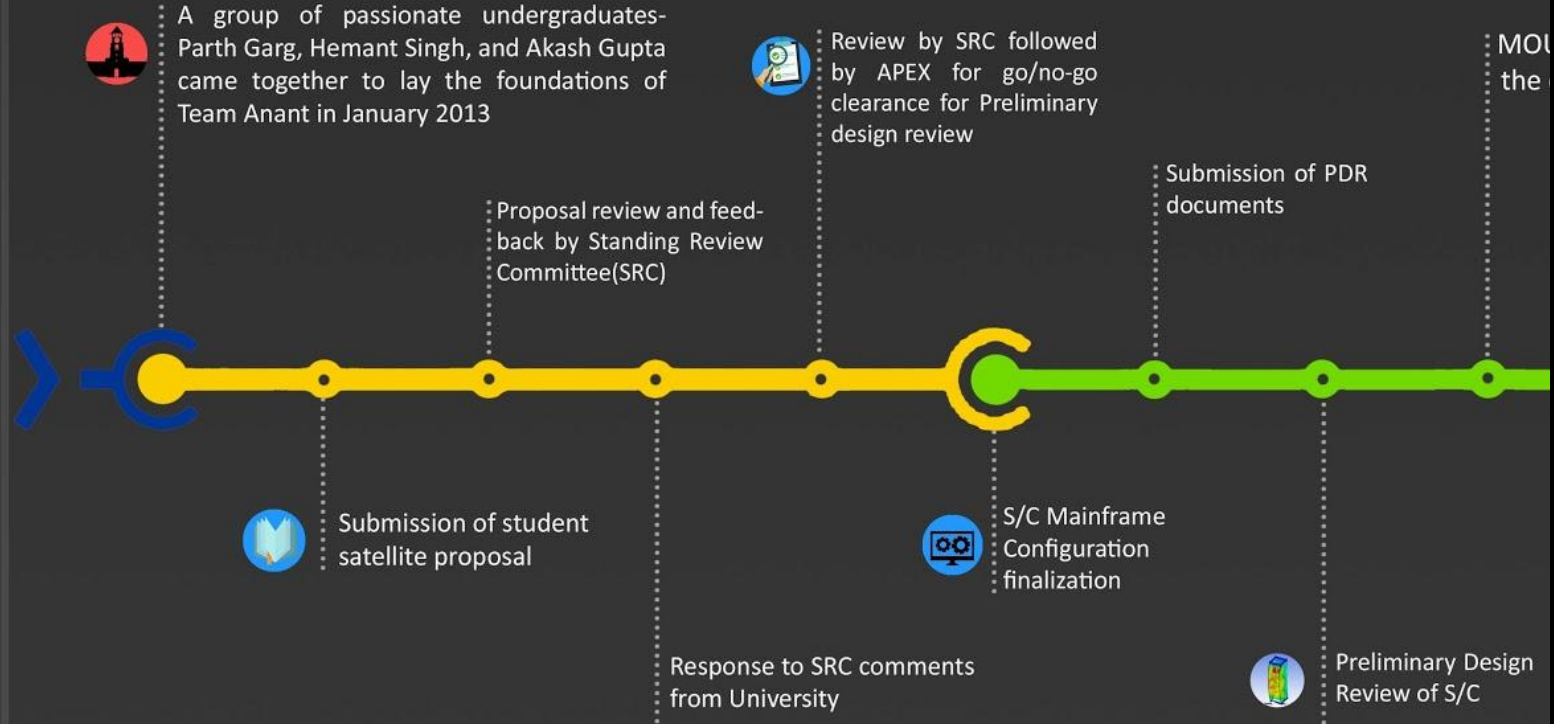 A group of passionate undergraduates-
Parth Garg, Hemant Singh, and Akash Gupta
came together to lay the foundations of
Team Anant in January 2013
Submission of student
satellite proposal
Proposal review and feed-
back by Standing Review
Committee(SRC)
Response to SRC comments
from University
Review by SRC followed
by APEX for go/no-go
clearance for Preliminary
design review
S/C Mainframe
Configuration
finalization
Submission of PDR
documents
Preliminary Design
Review of S/C
the